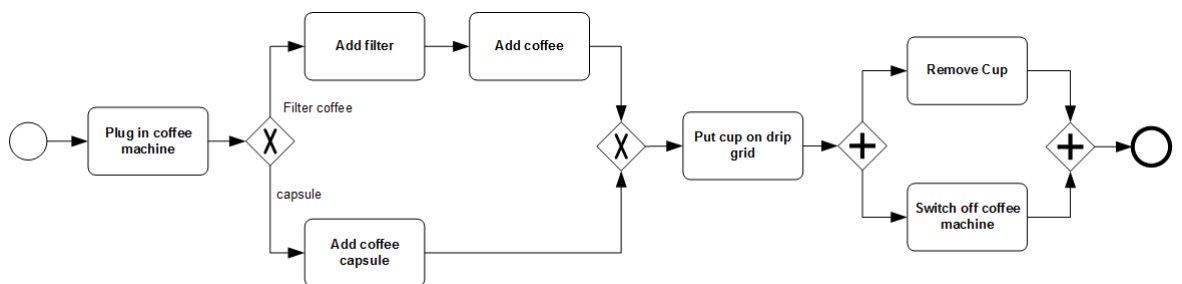 Plug in coffee
machine
Filter coffee
capsule
Add filter
Add coffee
Add coffee
capsule
Put cup on drip
grid
Remove Cup
Switch off coffee
machine